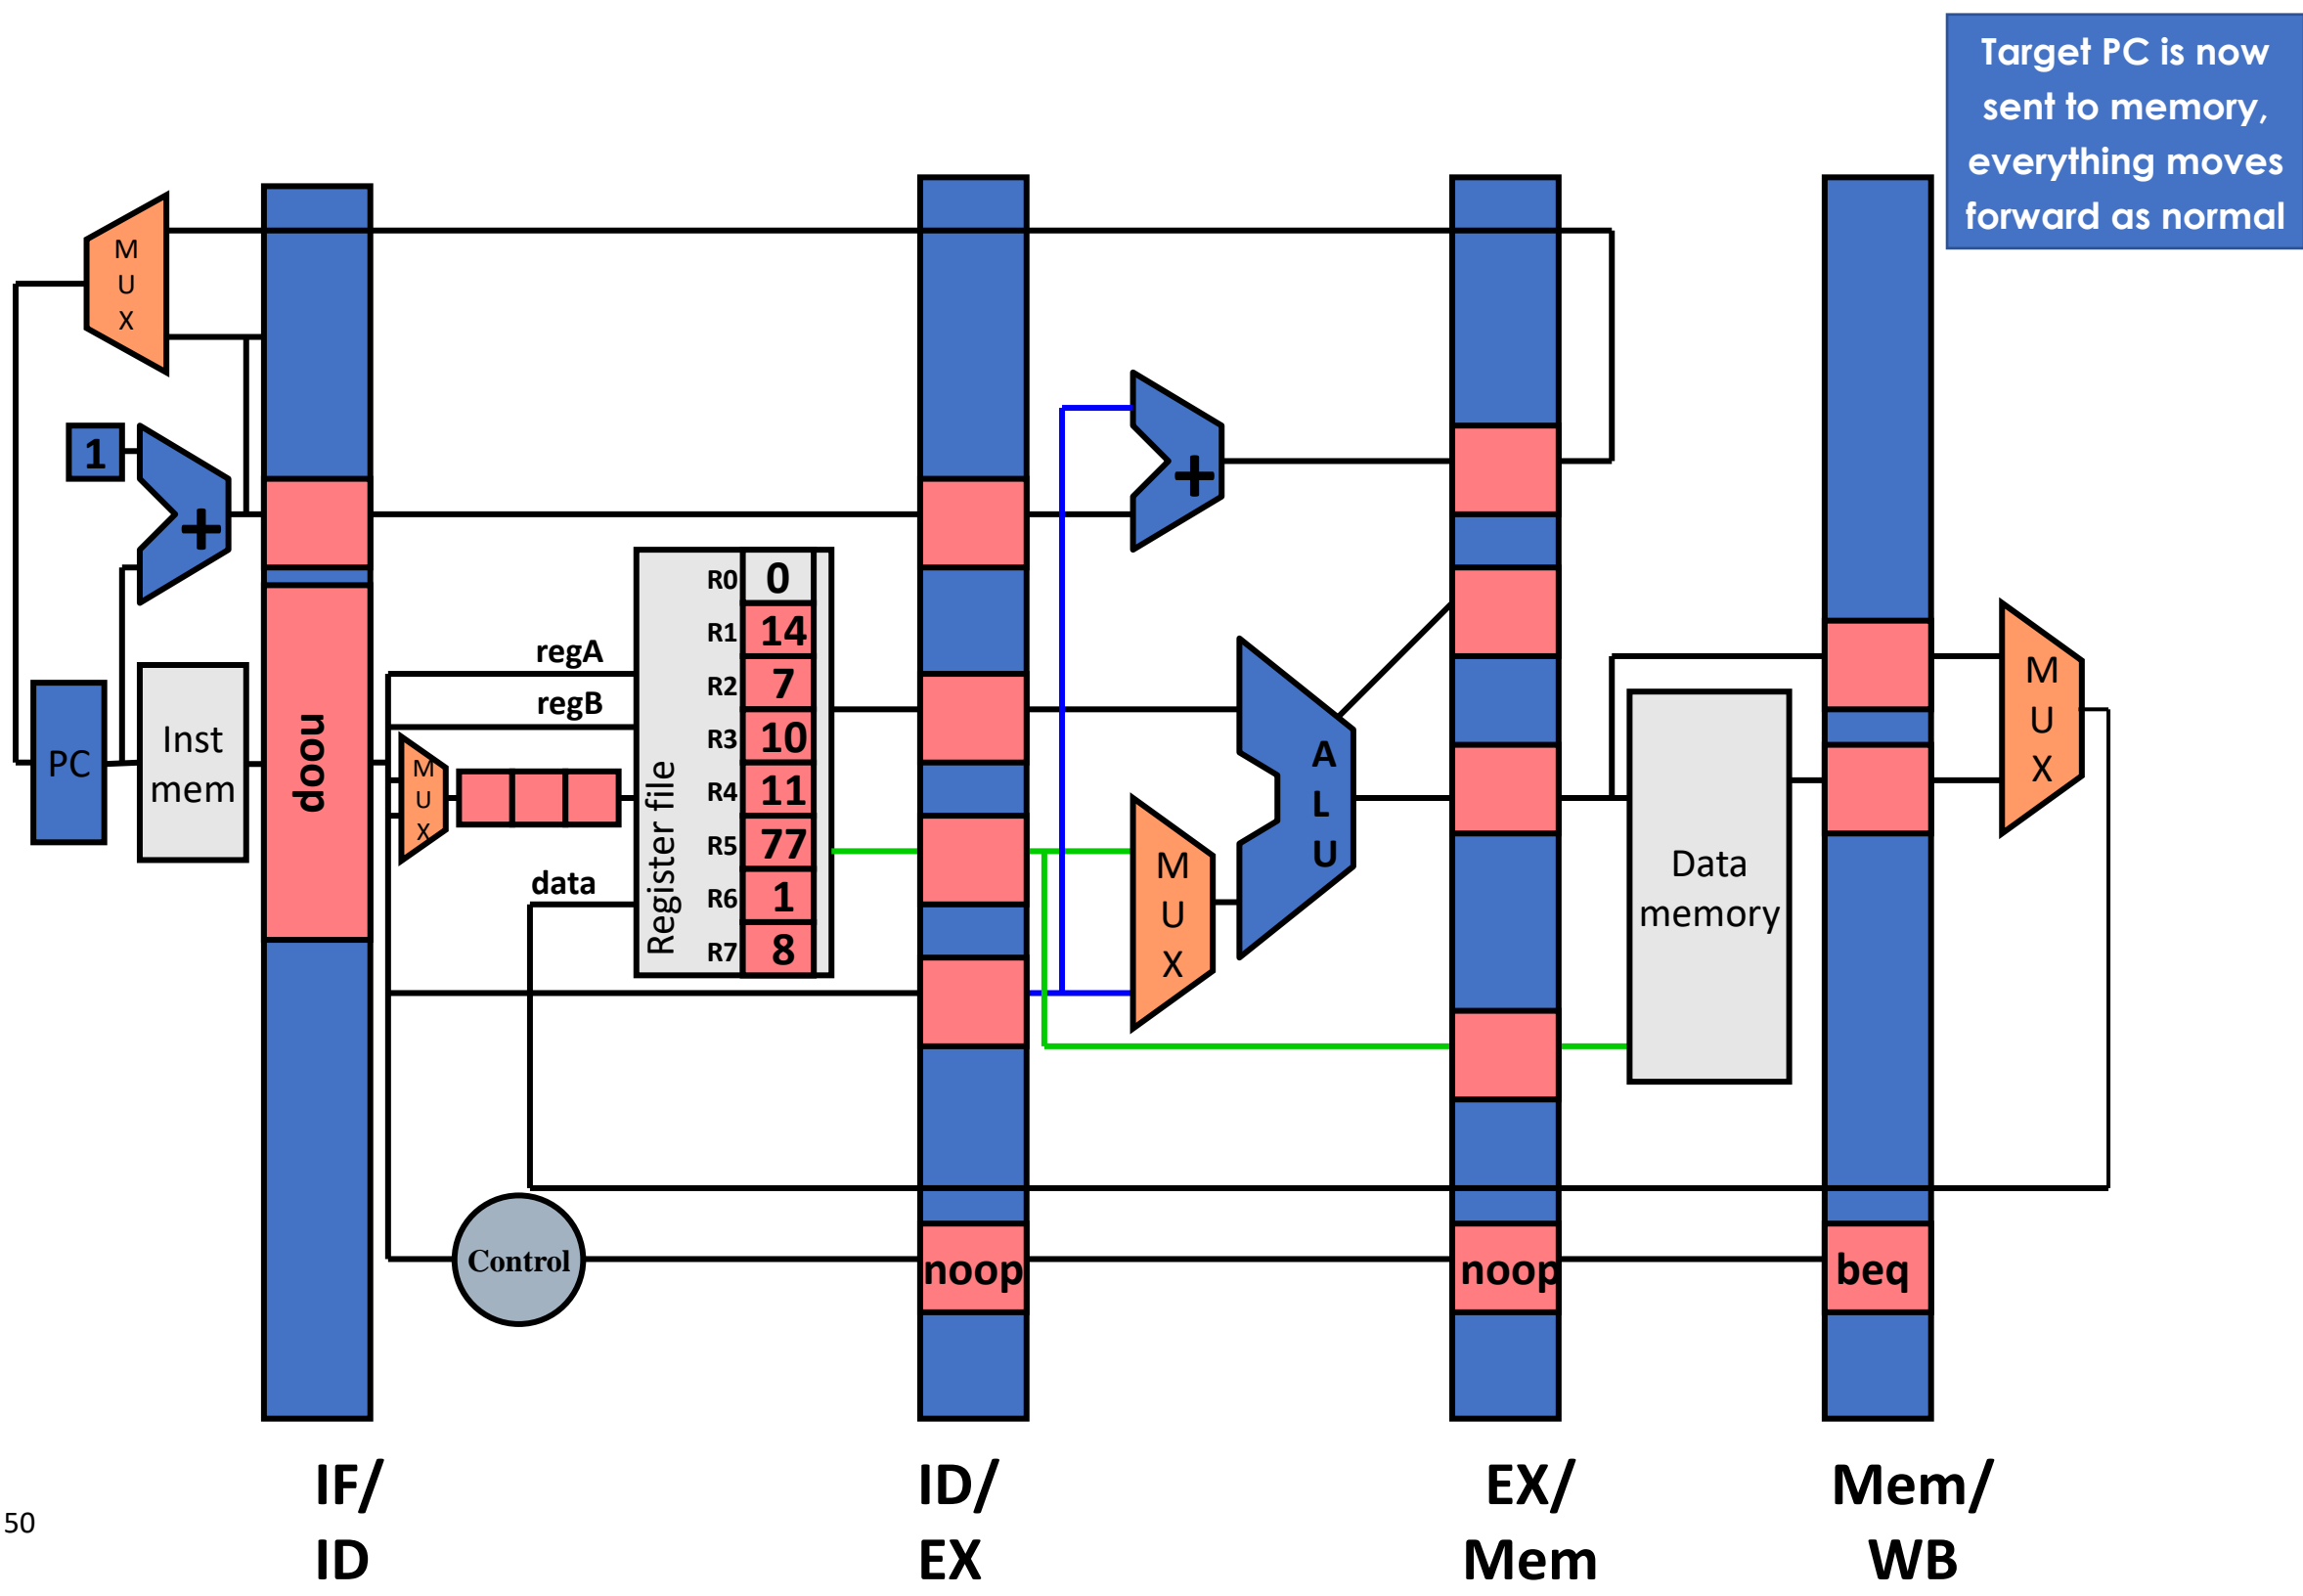 Target PC is now
sent to memory,
everything moves
forward as normal
M
U
X
1
+
+
PC
Inst
mem
noop
regA
regB
M
U
X
data
Register file
R0 0
R1 14
R2 7
R3 10
R4 11
R5 77
R6 1
R7 8
M
U
X
A
L
U
Data
memory
M
U
X
Control
noop
noop
beq
IF/
ID
ID/
EX
EX/
Mem
Mem/
WB
50